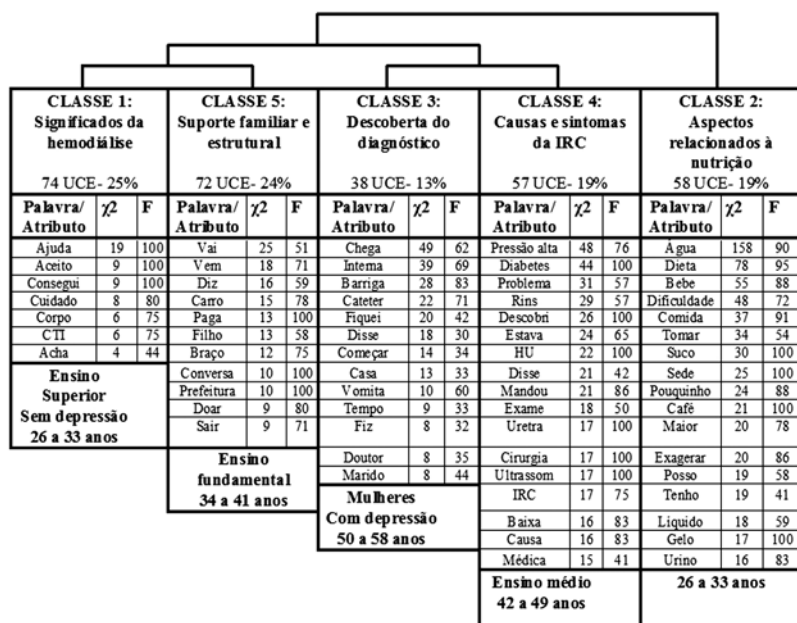 CLASSE 1:
Significados da
hemodiálise
74 UCE- 25%
Palavra/ Atributo χ2 F
Ajuda 19 100
Aceito 9 100
Consegui 9 100
Cuidado 8 80
Corpo 6 75
CTI 6 75
Acha 4 44
Ensino
Superior
Sem depressão
26 a 33 anos
CLASSE 5:
Suporte familiar e
estrutural
72 UCE- 24%
Palavra/ Atributo χ2 F
Vai 25 51
Vem 18 71
Diz 16 59
Carro 15 78
Paga 13 100
Filho 13 58
Braço 12 75
Conversa 10 100
Prefeitura 10 100
Doar 9 80
Sair 9 71
Ensino
fundamental
34 a 41 anos
CLASSE 3:
Descoberta do
diagnóstico
38 UCE- 13%
Palavra/ Atributo χ2 F
Chega 49 62
Interna 39 69
Barriga 28 83
Cateter 22 71
Fiquei 20 42
Disse 18 30
Começar 14 34
Casa 13 33
Vomita 10 60
Tempo 9 33
Fiz 8 32
Doutor 8 35
Marido 8 44
Mulheres
Com depressão
50 a 58 anos
CLASSE 4:
Causas e sintomas
da IRC
57 UCE- 19%
Palavra/ Atributo χ2 F
Pressão alta 48 76
Diabetes 44 100
Problema 31 57
Rins 29 57
Descobri 26 100
Estava 24 65
HU 22 100
Disse 21 42
Mandou 21 86
Exame 18 50
Uretra 17 100
Cirurgia 17 100
Ultrassom 17 100
IRC 17 75
Baixa 16 83
Causa 16 83
Médica 15 41
Ensino médio
42 a 49 anos
CLASSE 2:
Aspectos
relacionados à
nutrição
58 UCE- 19%
Palavra/ Atributo χ2 F
Água 158 90
Dieta 78 95
Bebe 55 88
Dificuldade 48 72
Comida 37 91
Tomar 34 54
Suco 30 100
Sede 25 100
Pouquinho 24 88
Café 21 100
Maior 20 78
Exagerar 20 86
Posso 19 58
Tenho 19 41
Liquido 18 59
Gelo 17 100
Urino 16 83
26 a 33 anos